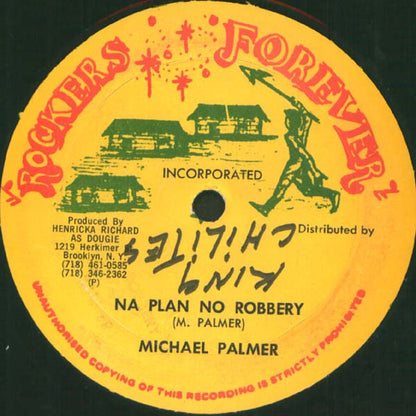 ROCKERS FOREVER
INCORPORATED
Produced By
HENRICKA RICHARD
AS DOUGIE
1219 Herkimer
Brooklyn, N.Y.
(718) 461-0585
(718) 346-2362
(P)
Distributed by
KING
CHILITES
NA PLAN NO ROBBERY
(M. PALMER)
MICHAEL PALMER
UNAUTHORISED COPYING OF THIS RECORDING IS STRICTLY PROHIBITED